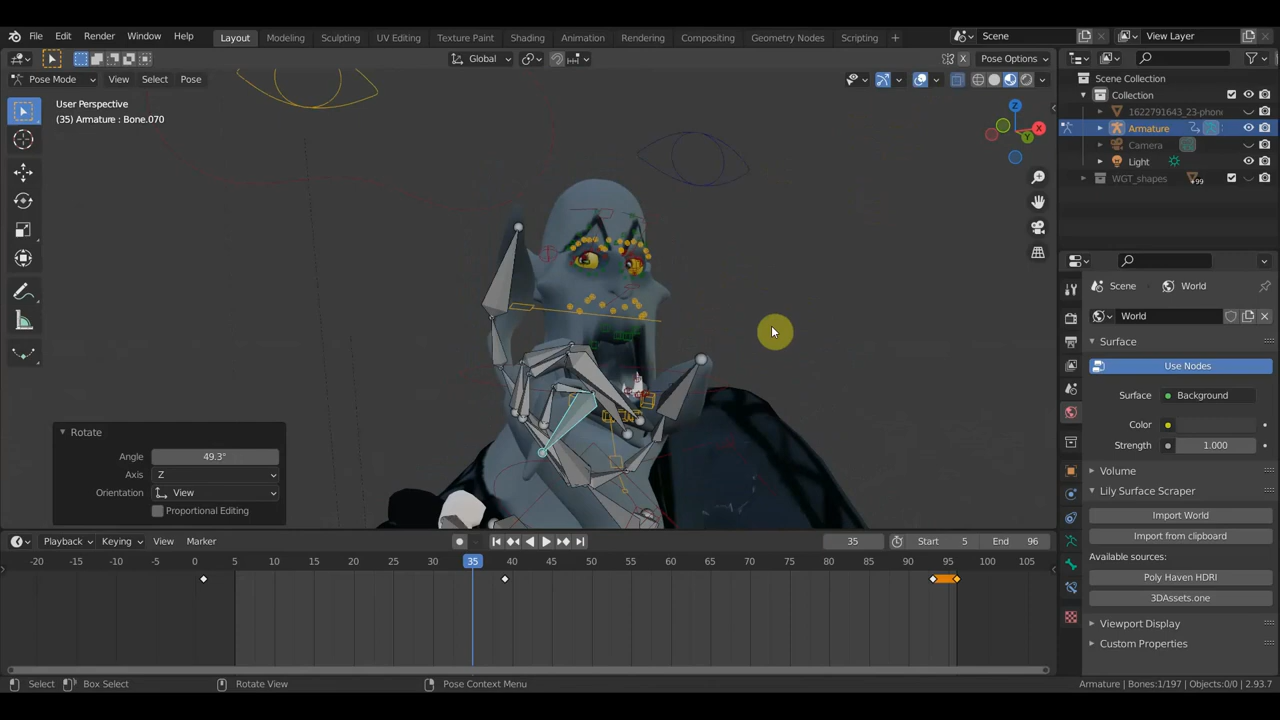 File Edit Render Window Help
Layout Modeling Sculpting UV Editing Texture Paint Shading Animation Rendering Compositing Geometry Nodes Scripting +
Scene View Layer
Global Pose Options
Pose Mode View Select Pose
User Perspective
(35) Armature : Bone.070
Z
X
Y
Scene Collection
Collection
1622791643_23-phono
Armature
Camera
Light
WGT_shapes 99
Scene > World
World
Surface
Use Nodes
Surface Background
Color
Strength 1.000
Volume
Lily Surface Scraper
Import World
Import from clipboard
Available sources:
Poly Haven HDRI
3DAssets.one
Viewport Display
Custom Properties
Rotate
Angle 49.3°
Axis Z
Orientation View
Proportional Editing
Playback Keying View Marker 35 Start 5 End 96
-20 -15 -10 -5 0 5 10 15 20 25 30 35 40 45 50 55 60 65 70 75 80 85 90 95 100 105
Select Box Select Rotate View Pose Context Menu Armature | Bones:1/197 | Objects:0/0 | 2.93.7